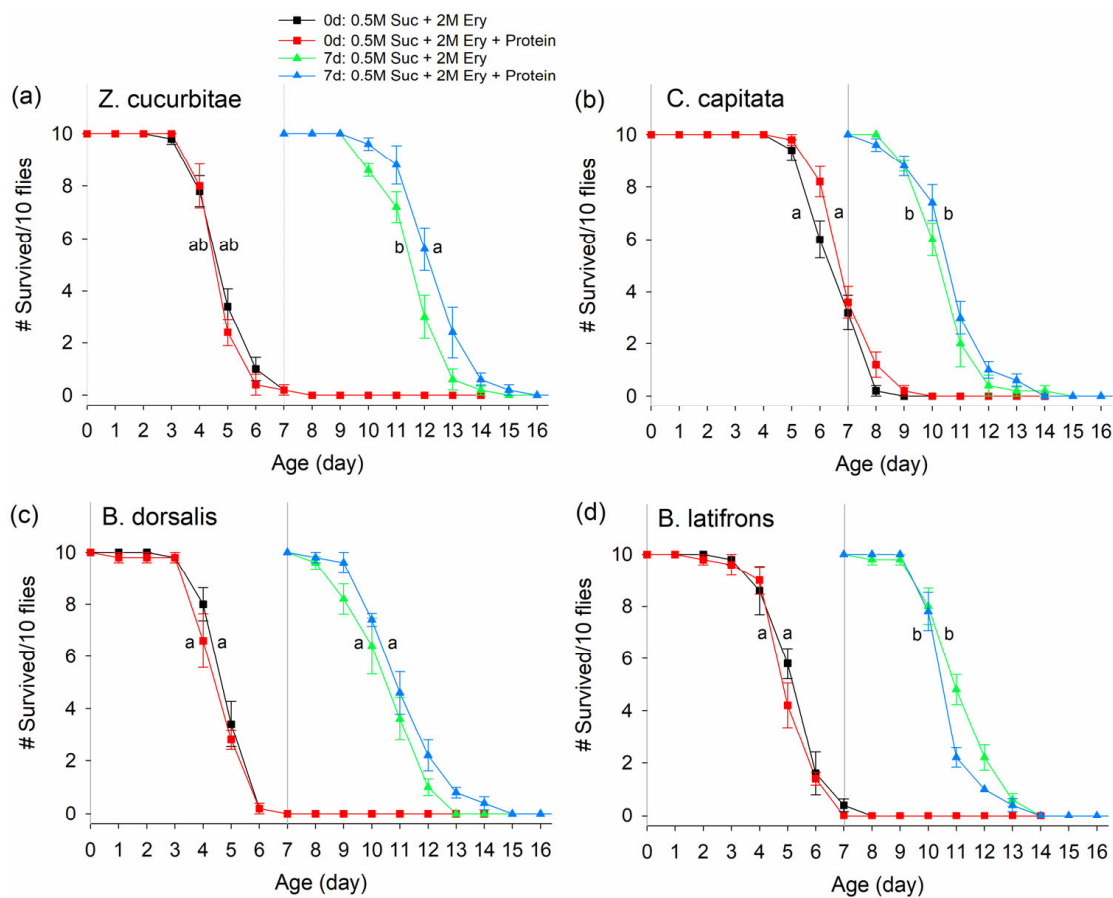 0d: 0.5M Suc + 2M Ery
0d: 0.5M Suc + 2M Ery + Protein
7d: 0.5M Suc + 2M Ery
7d: 0.5M Suc + 2M Ery + Protein
(a) Z. cucurbitae
# Survived/10 flies
10
8
6
4
2
0
ab ab b a
0 1 2 3 4 5 6 7 8 9 10 11 12 13 14 15 16
Age (day)
(b) C. capitata
# Survived/10 flies
10
8
6
4
2
0
a a b b
0 1 2 3 4 5 6 7 8 9 10 11 12 13 14 15 16
Age (day)
(c) B. dorsalis
# Survived/10 flies
10
8
6
4
2
0
a a a a
0 1 2 3 4 5 6 7 8 9 10 11 12 13 14 15 16
Age (day)
(d) B. latifrons
# Survived/10 flies
10
8
6
4
2
0
a a b b
0 1 2 3 4 5 6 7 8 9 10 11 12 13 14 15 16
Age (day)